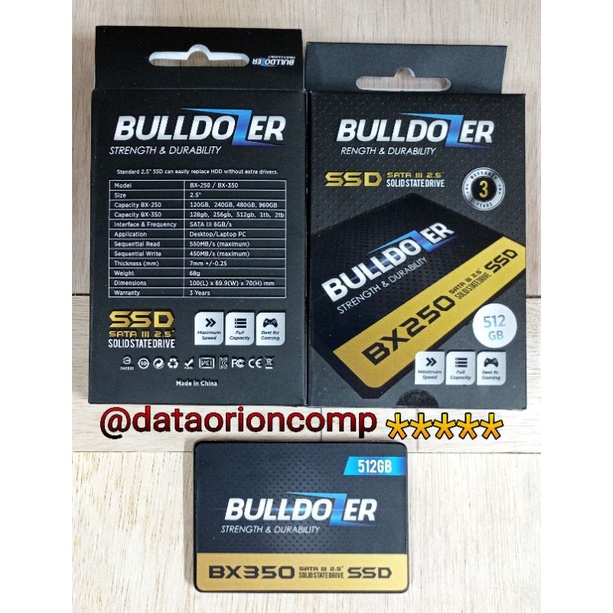 BULLDOZER
BULLDOZER
STRENGTH & DURABILITY
Standard 2.5" SSD can easily replace HDD without extra drivers.
Model BX-250 / BX-350
Size 2.5"
Capacity BX-250 120GB, 240GB, 480GB, 960GB
Capacity BX-350 128gb, 256gb, 512gb, 1tb, 2tb
Interface & Frequency SATA III 6GB/s
Application Desktop/Laptop PC
Sequential Read 550MB/s (maximum)
Sequential Write 450MB/s (maximum)
Thickness (mm) 7mm +/-0.25
Weight 68g
Dimensions 100(L) x 69.9(W) x 70(H) mm
Warranty 3 Years
SSD
SATA III 2.5"
SOLID STATE DRIVE
Maximum Speed
Full Capacity
Best for Gaming
Made in China
BULLDOZER
RENGTH & DURABILITY
SSD SATA III 2.5"
SOLID STATE DRIVE
3
YEARS
BULLDOZER
STRENGTH & DURABILITY
BX250 SATA III 2.5" SOLID STATE DRIVE SSD
512
GB
Maximum Speed
Full Capacity
Best for Gaming
@dataorioncomp *****
512GB
BULLDOZER
STRENGTH & DURABILITY
BX350 SATA III 2.5" SOLID STATE DRIVE SSD